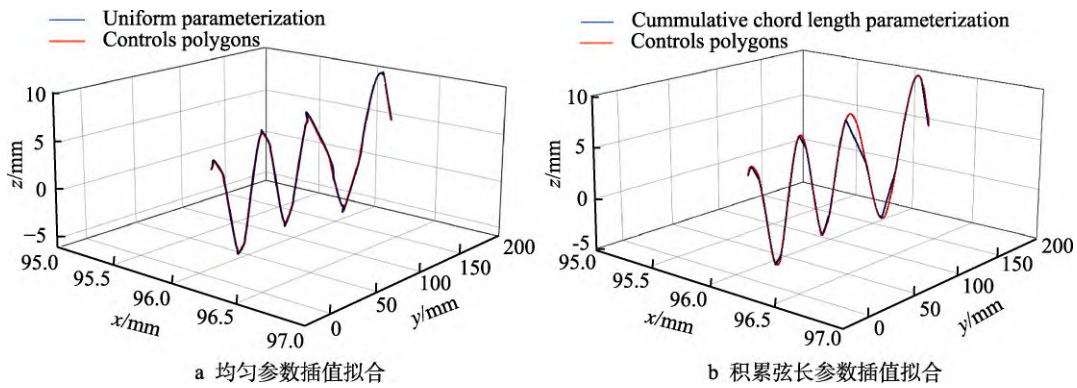 Uniform parameterization
Controls polygons
10
5
0
−5
z/mm
95.0
95.5
96.0
96.5
97.0
x/mm
0
50
100
150
200
y/mm
a 均匀参数插值拟合
Cummulative chord length parameterization
Controls polygons
10
5
0
-5
z/mm
95.0
95.5
96.0
96.5
97.0
x/mm
0
50
100
150
200
y/mm
b 积累弦长参数插值拟合